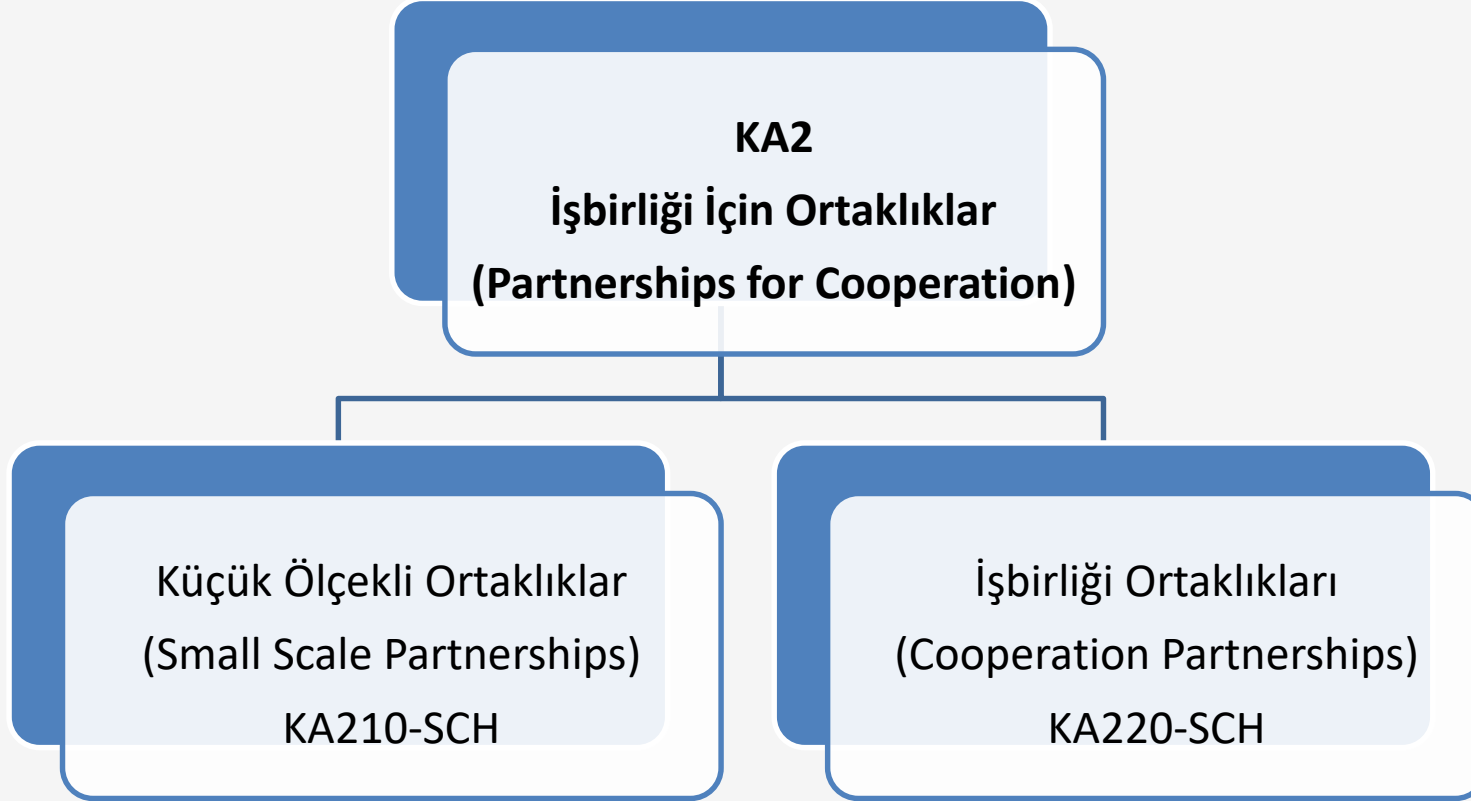 KA2
İşbirliği İçin Ortaklıklar
(Partnerships for Cooperation)
Küçük Ölçekli Ortaklıklar
(Small Scale Partnerships)
KA210-SCH
İşbirliği Ortaklıkları
(Cooperation Partnerships)
KA220-SCH